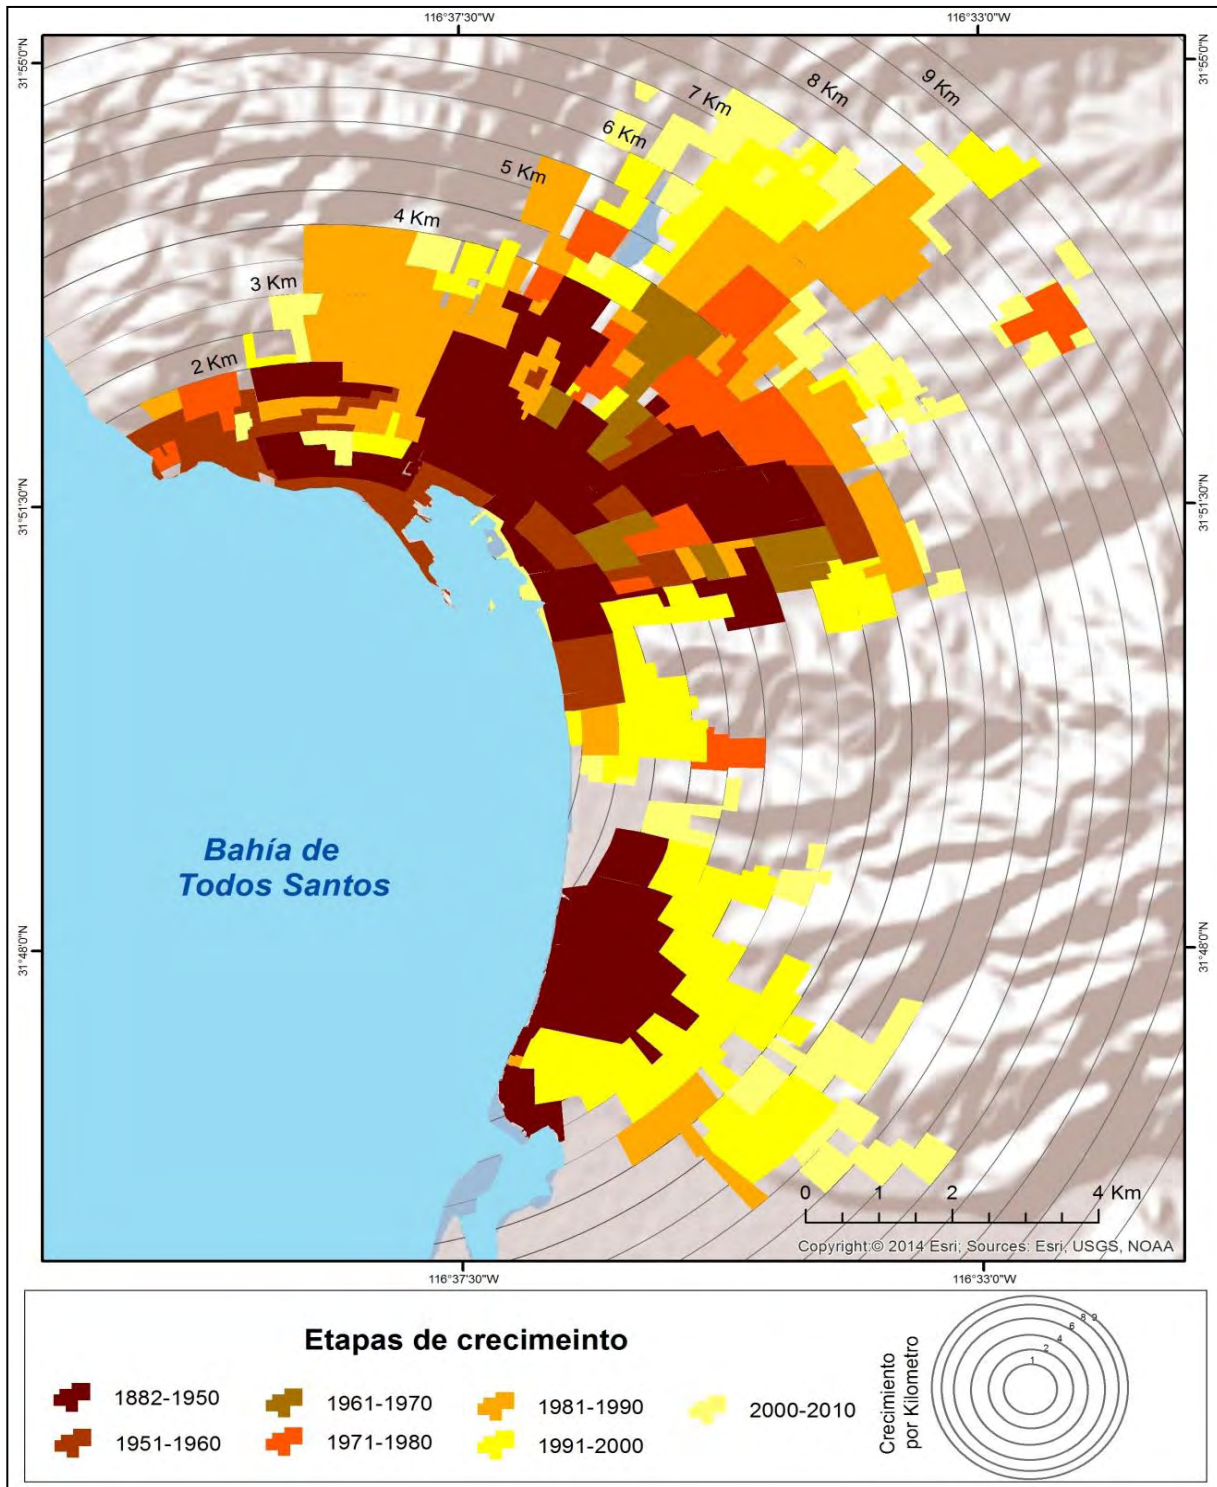 116°37'30"W
116°33'0"W
31°55'0"N
31°55'0"N
9 Km
8 Km
7 Km
6 Km
5 Km
4 Km
3 Km
2 Km
31°51'30"N
31°51'30"N
Bahía de
Todos Santos
31°48'0"N
31°48'0"N
0 1 2 4 Km
Copyright:© 2014 Esri; Sources: Esri, USGS, NOAA
116°37'30"W
116°33'0"W
Etapas de crecimeinto
1882-1950
1951-1960
1961-1970
1971-1980
1981-1990
1991-2000
2000-2010
Crecimiento
por Kilometro
8 9
6
4
2
1